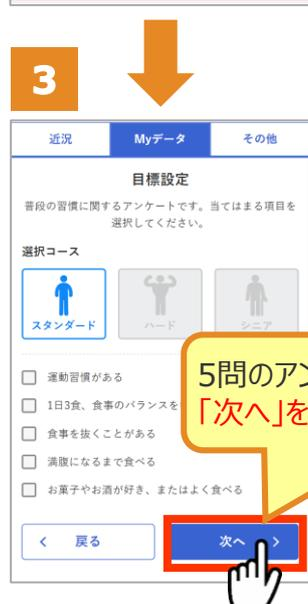 3
近況 Myデータ その他
目標設定
普段の習慣に関するアンケートです。当てはまる項目を
選択してください。
選択コース
スタンダード ハード シニア
運動習慣がある
1日3食、食事のバランスを
食事を抜くことがある
満腹になるまで食べる
お菓子やお酒が好き、またはよく食べる
5問のアン
「次へ」を
< 戻る 次へ >